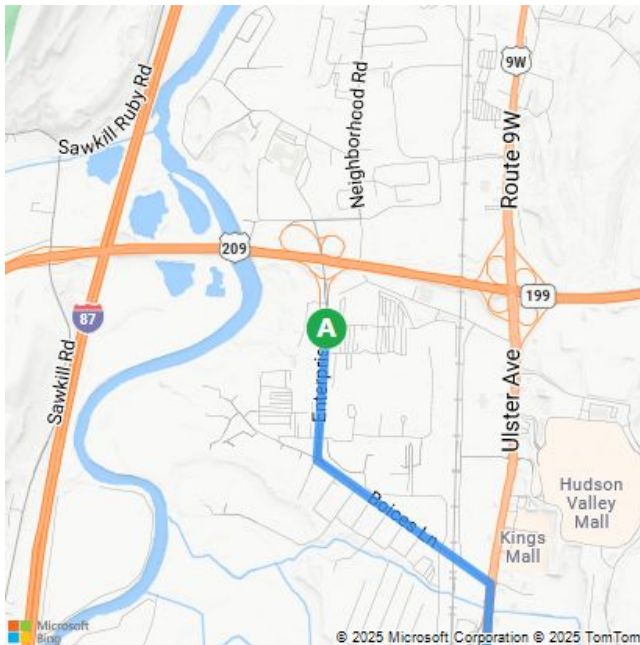 9W
Sawkill Ruby Rd
Neighborhood Rd
Route 9W
209
199
87
A
Sawkill Rd
Enterpris
Ulster Ave
Hudson
Valley
Mall
Boices Ln
Kings
Mall
Microsoft
Bing
© 2025 Microsoft Corporation © 2025 TomTom